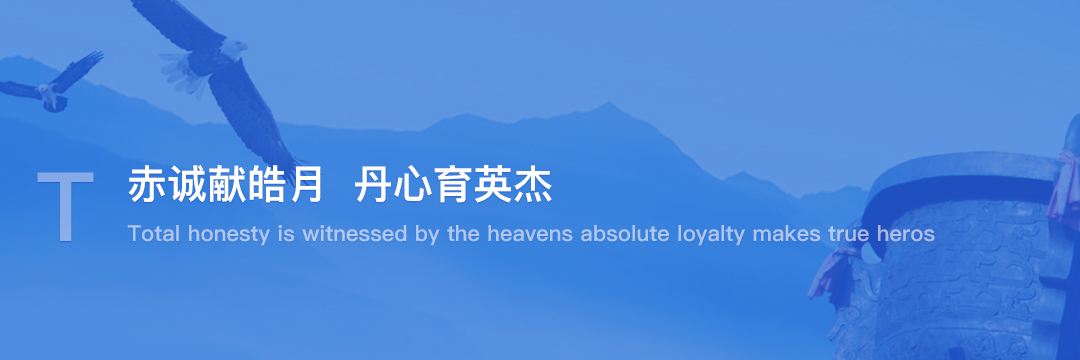 T
赤诚献皓月 丹心育英杰
Total honesty is witnessed by the heavens absolute loyalty makes true heros